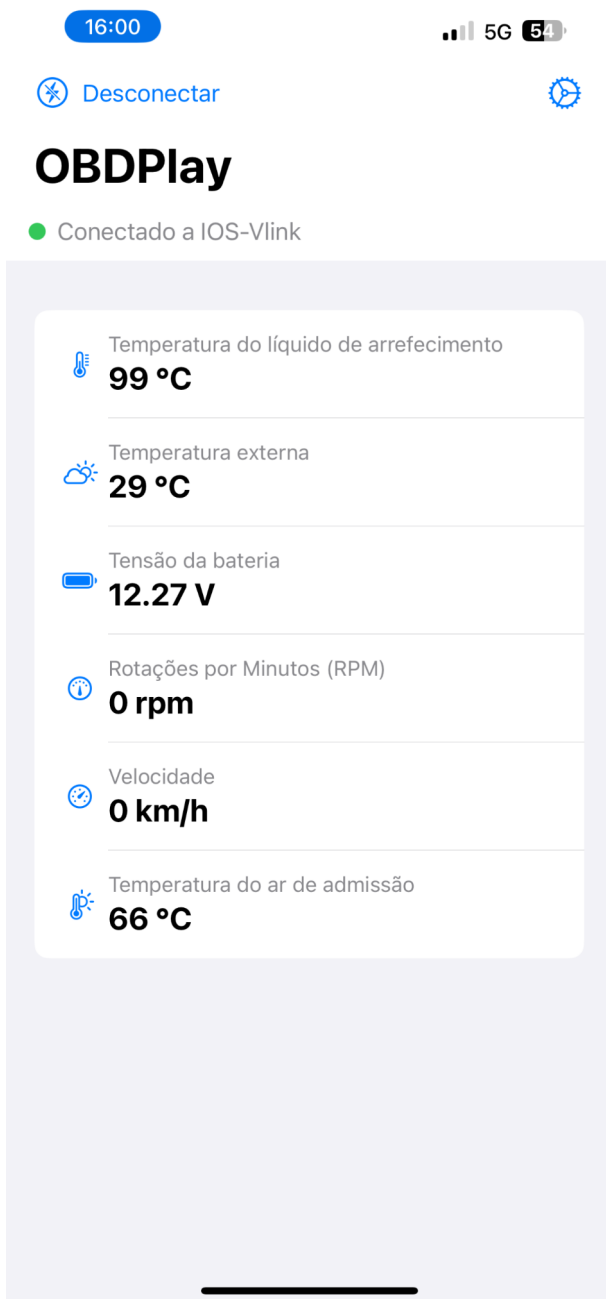 16:00
5G 54
Desconectar
OBDPlay
Conectado a IOS-Vlink
Temperatura do líquido de arrefecimento
99 °C
Temperatura externa
29 °C
Tensão da bateria
12.27 V
Rotações por Minutos (RPM)
0 rpm
Velocidade
0 km/h
Temperatura do ar de admissão
66 °C